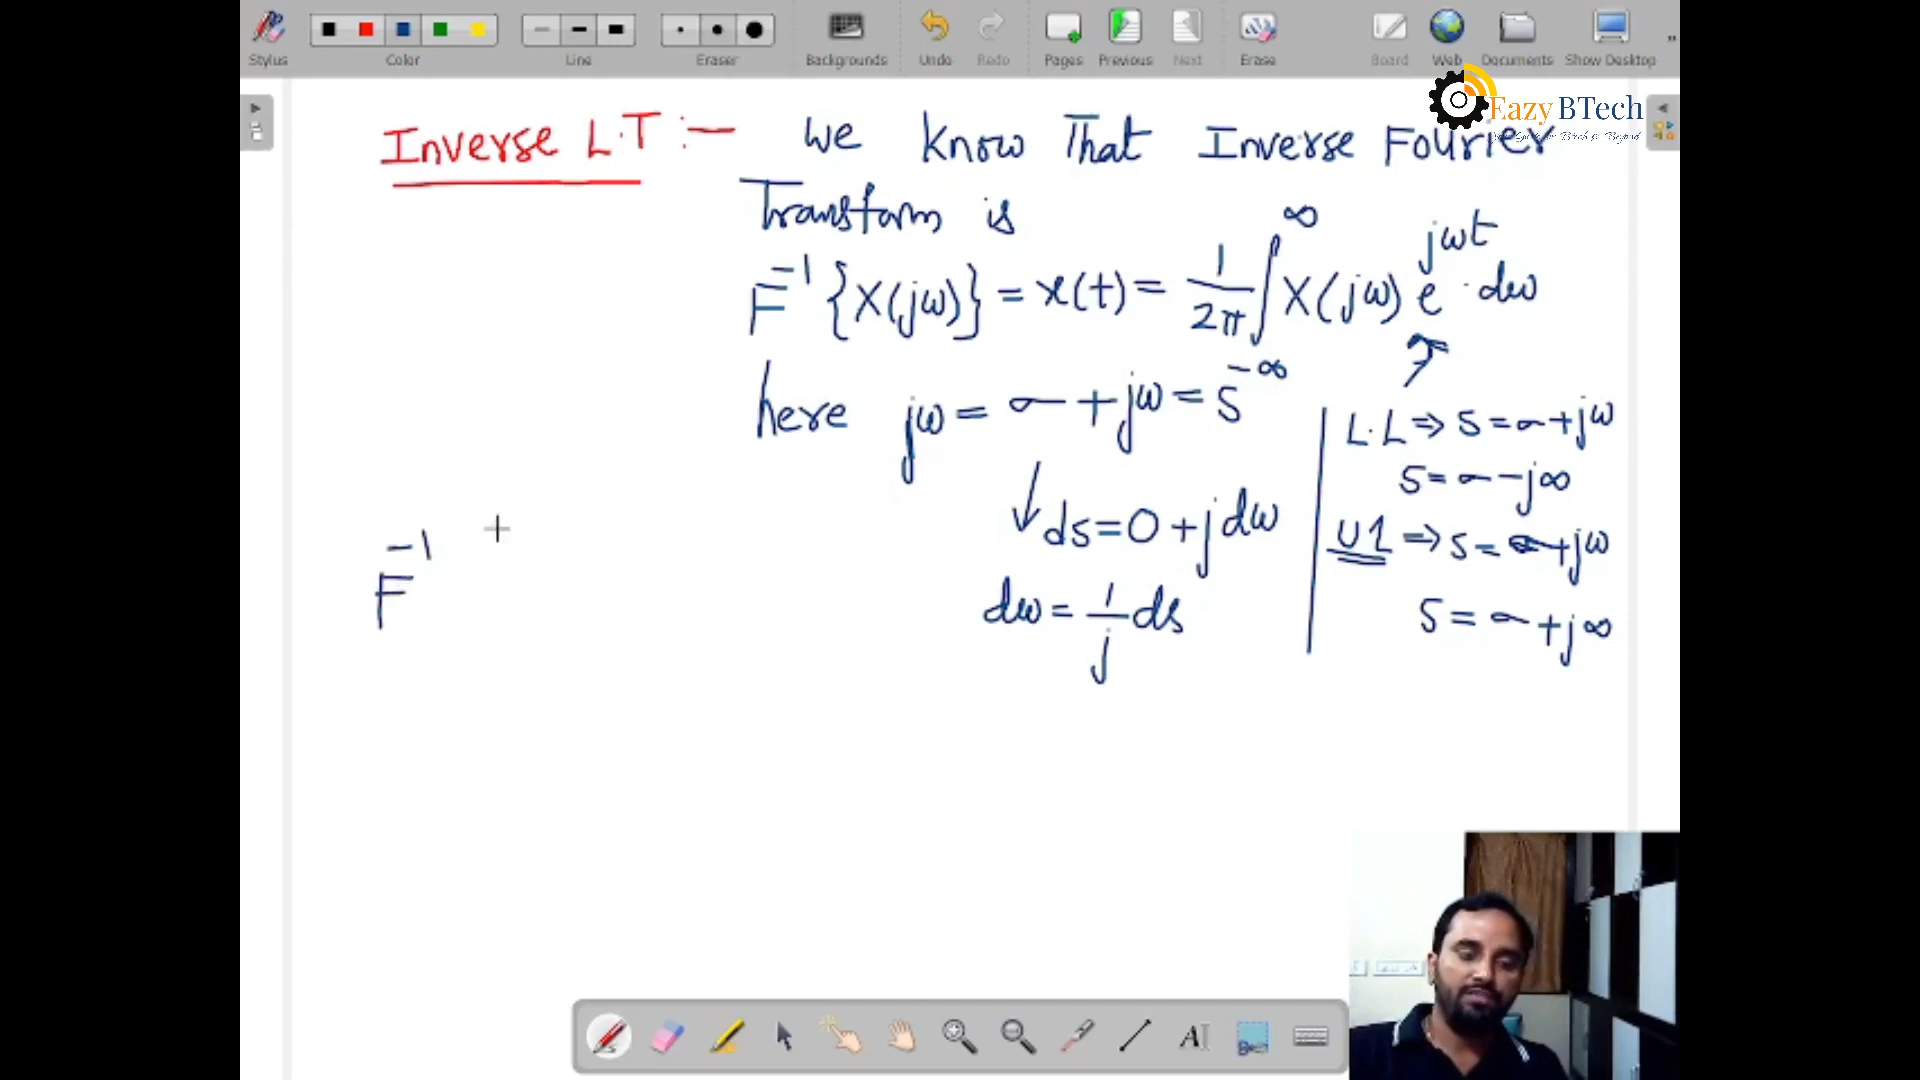 Stylus Color Line Eraser Backgrounds Undo Redo Pages Previous Next Erase Board Web Documents Show Desktop
Eazy BTech
Inverse L.T :- We Know That Inverse Fourier
Transform is
F⁻¹ {X(jω)} = x(t) = 1/2π ∫_{-∞}^{∞} X(jω) e^{jωt} · dω
here jω = σ + jω = S
ds = 0 + jdω
dω = 1/j ds
L.L ⇒ S = σ + jω
S = σ - j∞
U1 ⇒ S = σ + jω
S = σ + j∞
F⁻¹